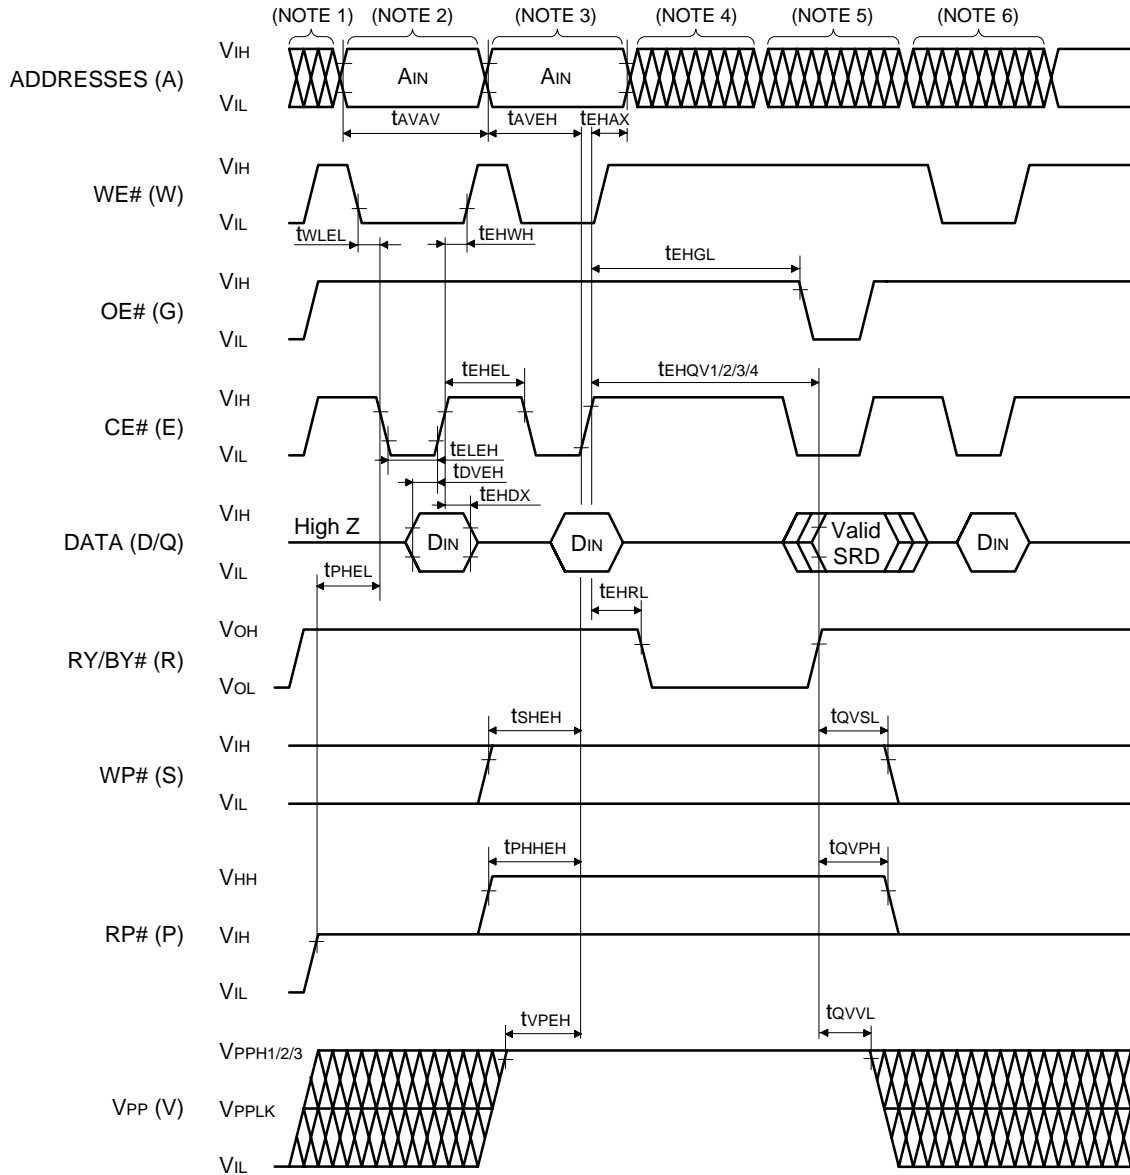 (NOTE 1) (NOTE 2) (NOTE 3) (NOTE 4) (NOTE 5) (NOTE 6)
VIH
ADDRESSES (A) AIN AIN
VIL
tAVAV tAVEH tEHAX
VIH
WE# (W)
VIL
tWLEL tEHWH
tEHGL
VIH
OE# (G)
VIL
tEHEL tEHQV1/2/3/4
VIH
CE# (E)
VIL
tELEH
tDVEH
tEHDX
VIH
High Z
DATA (D/Q) DIN DIN Valid SRD DIN
VIL
tPHEL
tEHRL
VOH
RY/BY# (R)
VOL
tSHEH tQVSL
VIH
WP# (S)
VIL
tPHHEH tQVPH
VHH
RP# (P) VIH
VIL
tVPEH tQVVL
VPPH1/2/3
VPP (V) VPPLK
VIL